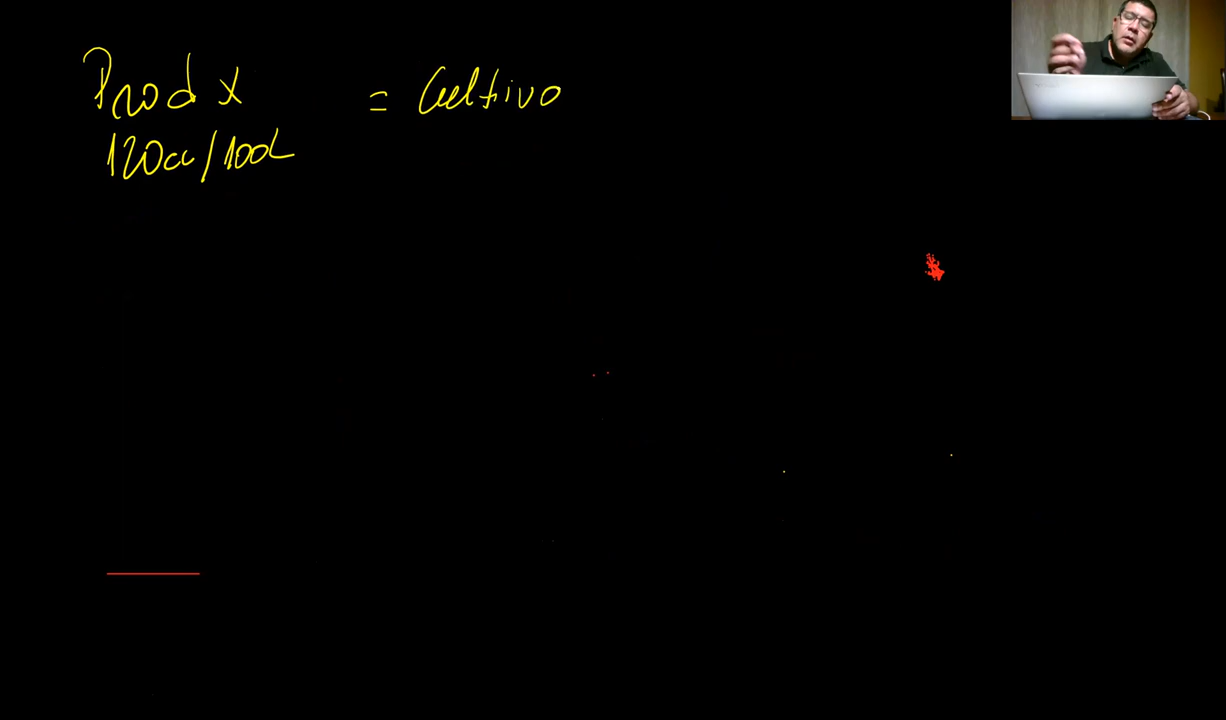 Prod x = Cultivo
120cc/100L